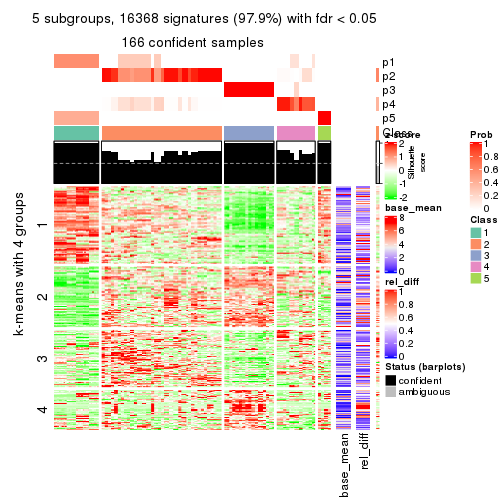 5 subgroups, 16368 signatures (97.9%) with fdr < 0.05
166 confident samples
p1
p2
p3
p4
p5
Class
z-score
2
1
0
-1
-2
Silhouette
score
Prob
1
0.8
0.6
0.4
0.2
0
base_mean
8
6
4
2
0
Class
1
2
3
4
5
rel_diff
1
0.8
0.6
0.4
0.2
0
Status (barplots)
confident
ambiguous
k-means with 4 groups
1
2
3
4
base_mean
rel_diff